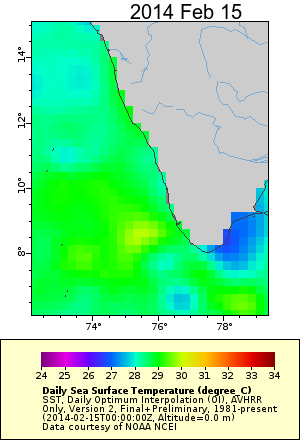 2014 Feb 15
14°
12°
10°
8°
74° 76° 78°
24 25 26 27 28 29 30 31 32 33 34
Daily Sea Surface Temperature (degree_C)
SST, Daily Optimum Interpolation (OI), AVHRR
Only, Version 2, Final+Preliminary, 1981-present
(2014-02-15T00:00:00Z, Altitude=0.0 m)
Data courtesy of NOAA NCEI